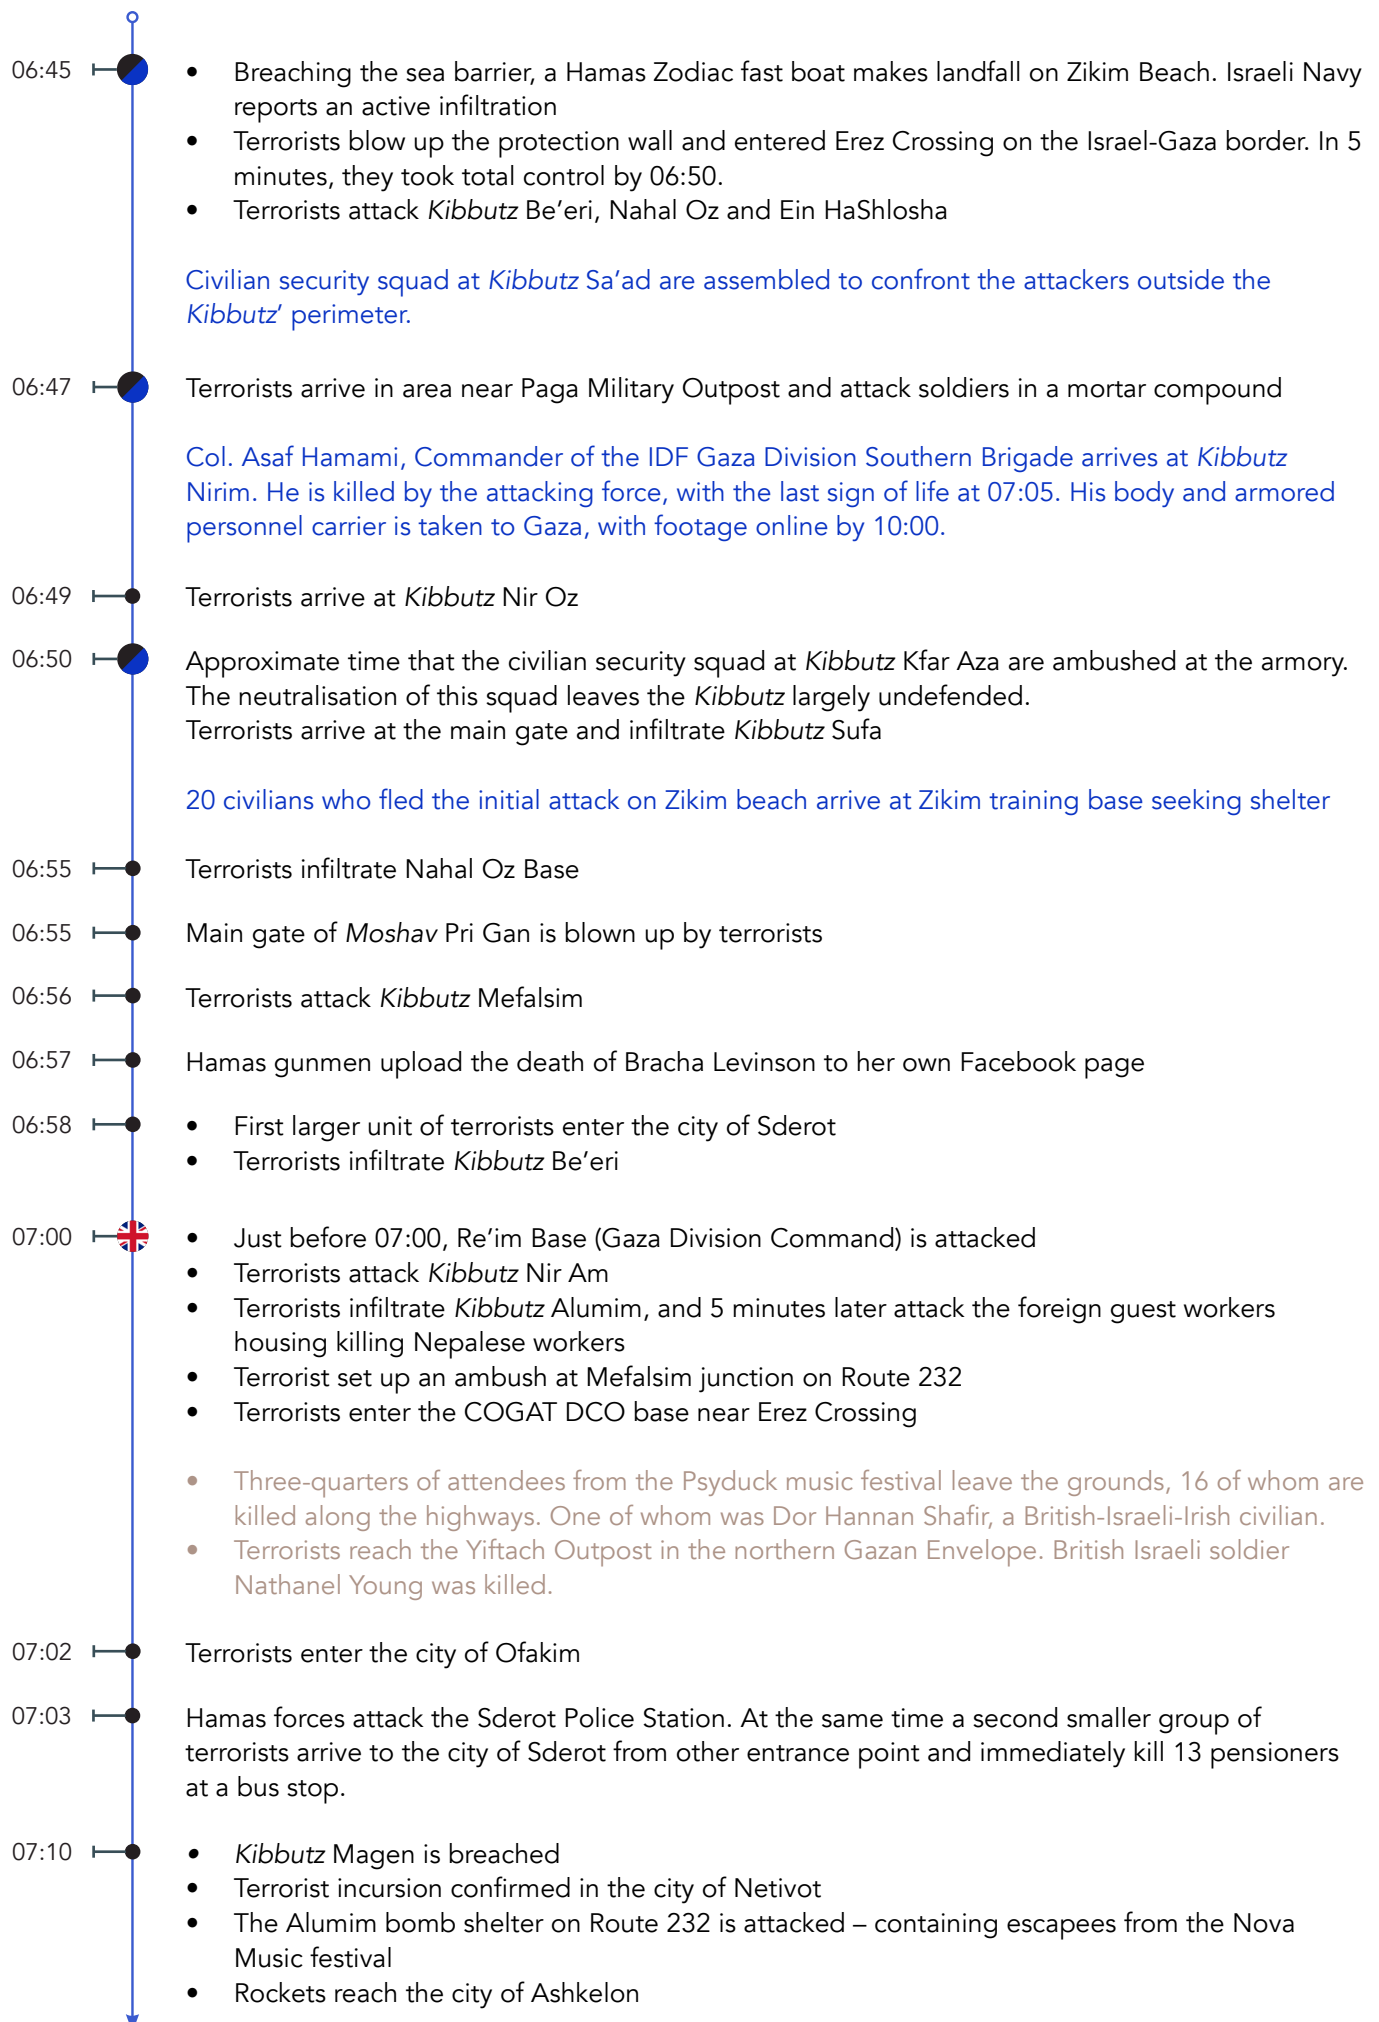 06:45
• Breaching the sea barrier, a Hamas Zodiac fast boat makes landfall on Zikim Beach. Israeli Navy
reports an active infiltration
• Terrorists blow up the protection wall and entered Erez Crossing on the Israel-Gaza border. In 5
minutes, they took total control by 06:50.
• Terrorists attack Kibbutz Be’eri, Nahal Oz and Ein HaShlosha
Civilian security squad at Kibbutz Sa’ad are assembled to confront the attackers outside the
Kibbutz’ perimeter.
06:47
Terrorists arrive in area near Paga Military Outpost and attack soldiers in a mortar compound
Col. Asaf Hamami, Commander of the IDF Gaza Division Southern Brigade arrives at Kibbutz
Nirim. He is killed by the attacking force, with the last sign of life at 07:05. His body and armored
personnel carrier is taken to Gaza, with footage online by 10:00.
06:49
Terrorists arrive at Kibbutz Nir Oz
06:50
Approximate time that the civilian security squad at Kibbutz Kfar Aza are ambushed at the armory.
The neutralisation of this squad leaves the Kibbutz largely undefended.
Terrorists arrive at the main gate and infiltrate Kibbutz Sufa
20 civilians who fled the initial attack on Zikim beach arrive at Zikim training base seeking shelter
06:55
Terrorists infiltrate Nahal Oz Base
06:55
Main gate of Moshav Pri Gan is blown up by terrorists
06:56
Terrorists attack Kibbutz Mefalsim
06:57
Hamas gunmen upload the death of Bracha Levinson to her own Facebook page
06:58
• First larger unit of terrorists enter the city of Sderot
• Terrorists infiltrate Kibbutz Be’eri
07:00
• Just before 07:00, Re’im Base (Gaza Division Command) is attacked
• Terrorists attack Kibbutz Nir Am
• Terrorists infiltrate Kibbutz Alumim, and 5 minutes later attack the foreign guest workers
housing killing Nepalese workers
• Terrorist set up an ambush at Mefalsim junction on Route 232
• Terrorists enter the COGAT DCO base near Erez Crossing
• Three-quarters of attendees from the Psyduck music festival leave the grounds, 16 of whom are
killed along the highways. One of whom was Dor Hannan Shafir, a British-Israeli-Irish civilian.
• Terrorists reach the Yiftach Outpost in the northern Gazan Envelope. British Israeli soldier
Nathanel Young was killed.
07:02
Terrorists enter the city of Ofakim
07:03
Hamas forces attack the Sderot Police Station. At the same time a second smaller group of
terrorists arrive to the city of Sderot from other entrance point and immediately kill 13 pensioners
at a bus stop.
07:10
• Kibbutz Magen is breached
• Terrorist incursion confirmed in the city of Netivot
• The Alumim bomb shelter on Route 232 is attacked – containing escapees from the Nova
Music festival
• Rockets reach the city of Ashkelon